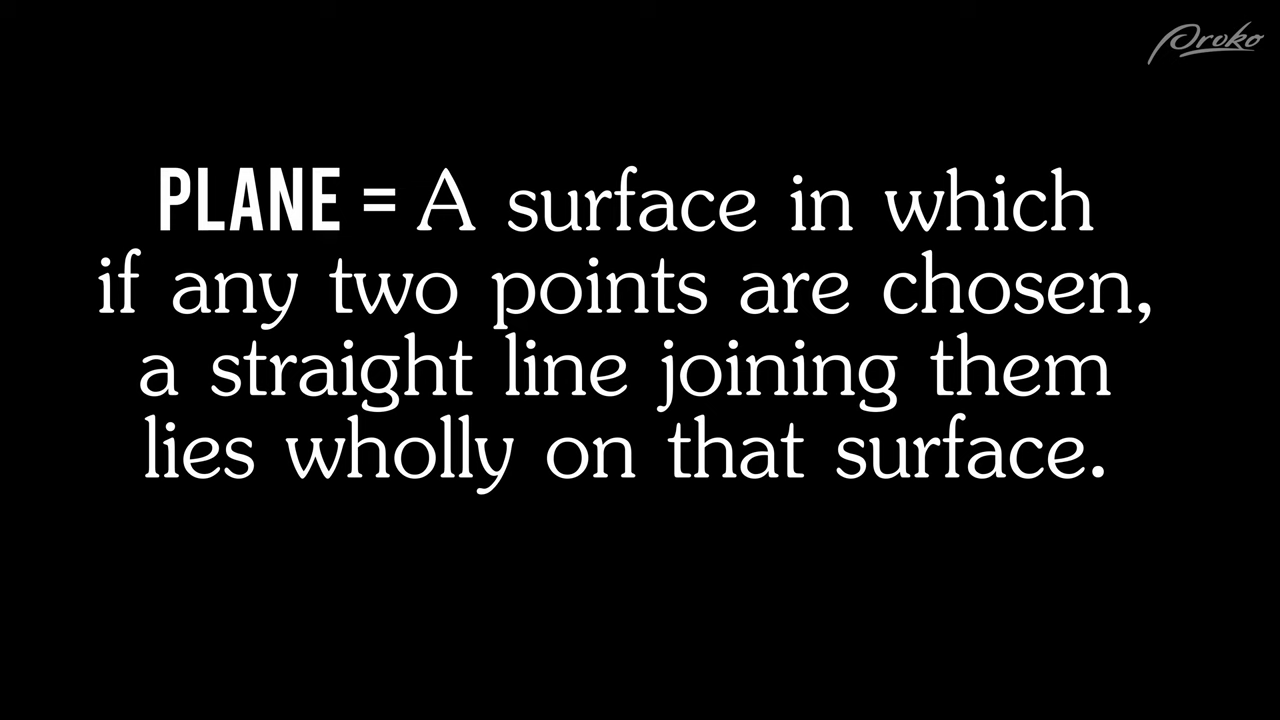 Proko
PLANE = A surface in which
if any two points are chosen,
a straight line joining them
lies wholly on that surface.